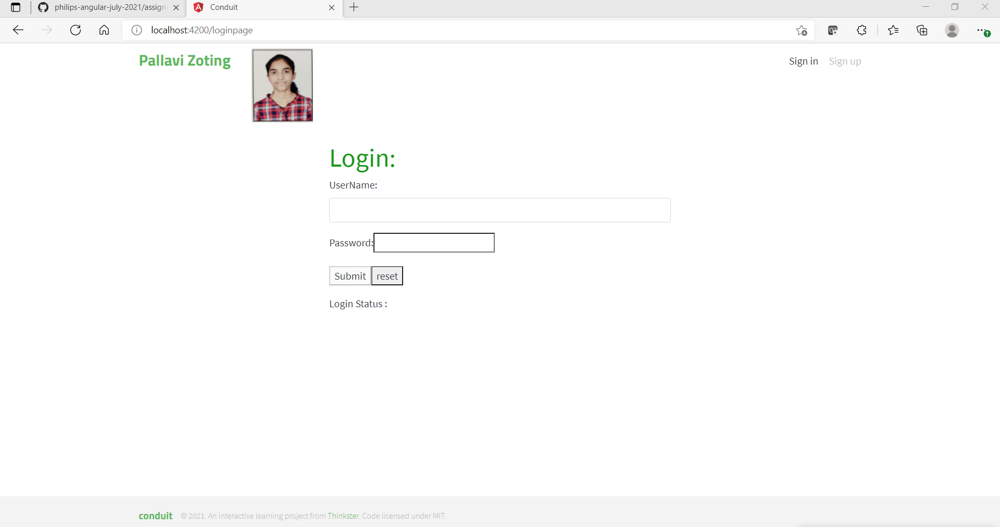 philips-angular-july-2021/assign
Conduit
localhost:4200/loginpage
Pallavi Zoting
Sign in
Sign up
Login:
UserName:
Password:
Submit
reset
Login Status :
conduit
© 2021. An interactive learning project from Thinkster. Code licensed under MIT.